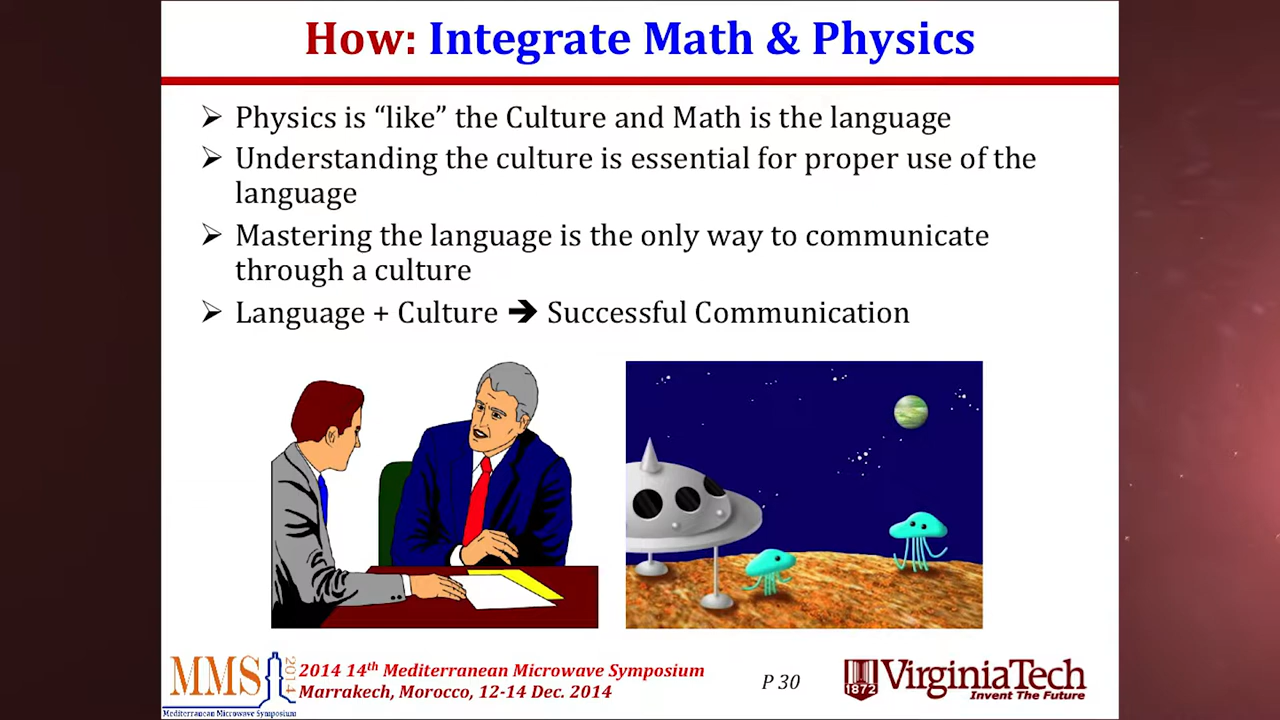 How: Integrate Math & Physics
➢ Physics is “like” the Culture and Math is the language
➢ Understanding the culture is essential for proper use of the
language
➢ Mastering the language is the only way to communicate
through a culture
➢ Language + Culture ➔ Successful Communication
MMS 2014
Mediterranean Microwave Symposium
2014 14th Mediterranean Microwave Symposium
Marrakech, Morocco, 12-14 Dec. 2014
P 30
1872
VirginiaTech
Invent The Future